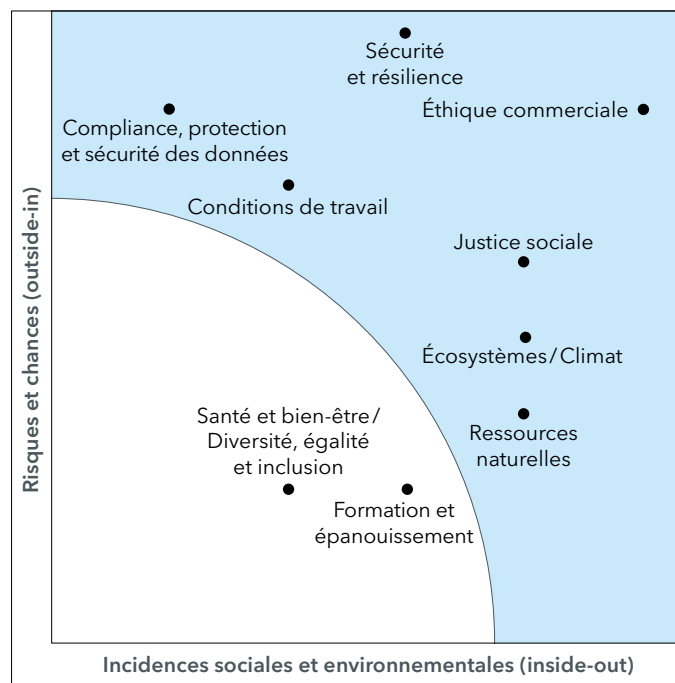 Sécurité
et résilience
Éthique commerciale
Compliance, protection
et sécurité des données
Conditions de travail
Justice sociale
Écosystèmes/Climat
Santé et bien-être/
Diversité, égalité
et inclusion
Ressources
naturelles
Formation et
épanouissement
Risques et chances (outside-in)
Incidences sociales et environnementales (inside-out)